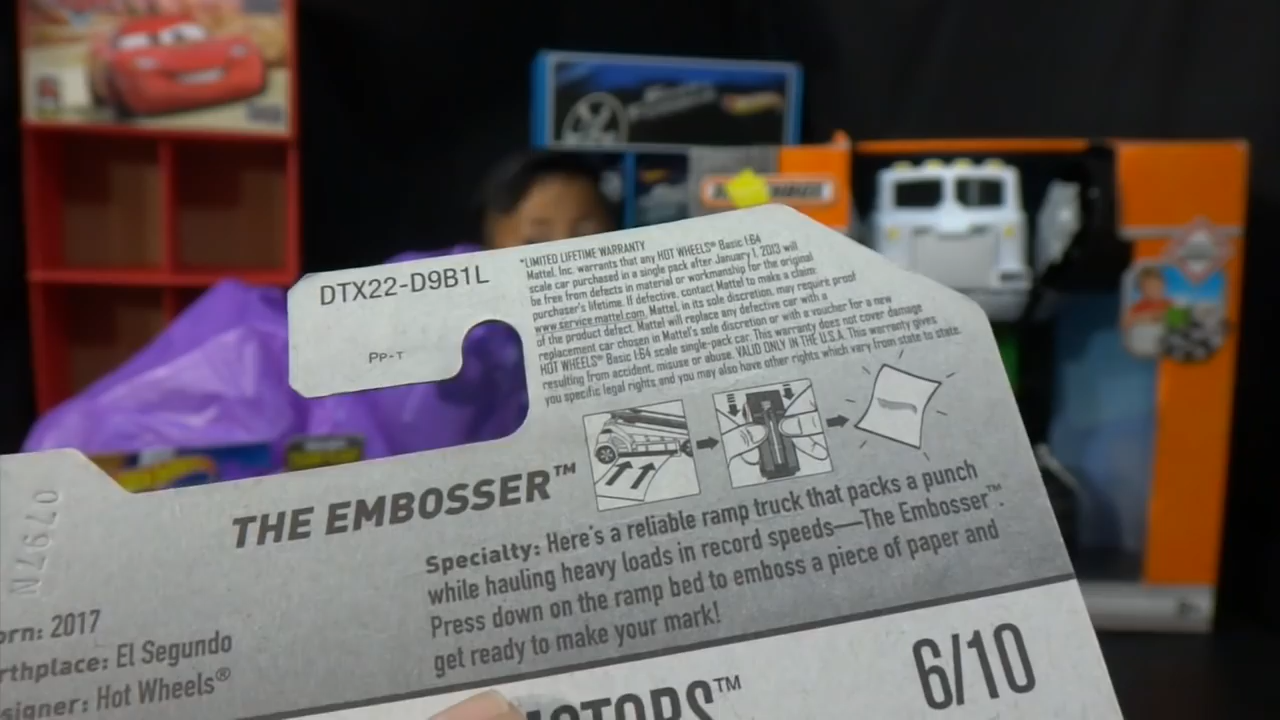 DTX22-D9B1L
PP-T
*LIMITED LIFETIME WARRANTY
Mattel, Inc. warrants that any HOT WHEELS® Basic 1:64
scale car purchased in a single pack after January 1, 2013 will
be free from defects in material or workmanship for the original
purchaser's lifetime. If defective, contact Mattel to make a claim:
www.service.mattel.com. Mattel, in its sole discretion, may require proof
of the product defect. Mattel will replace any defective car with a
replacement car chosen in Mattel's sole discretion or with a voucher for a new
HOT WHEELS® Basic 1:64 scale single-pack car. This warranty does not cover damage
resulting from accident, misuse or abuse. VALID ONLY IN THE U.S.A. This warranty gives
you specific legal rights and you may also have other rights which vary from state to state.
THE EMBOSSER™
Specialty: Here's a reliable ramp truck that packs a punch
while hauling heavy loads in record speeds—The Embosser™.
Press down on the ramp bed to emboss a piece of paper and
get ready to make your mark!
0797N
orn: 2017
rthplace: El Segundo
signer: Hot Wheels®
6/10